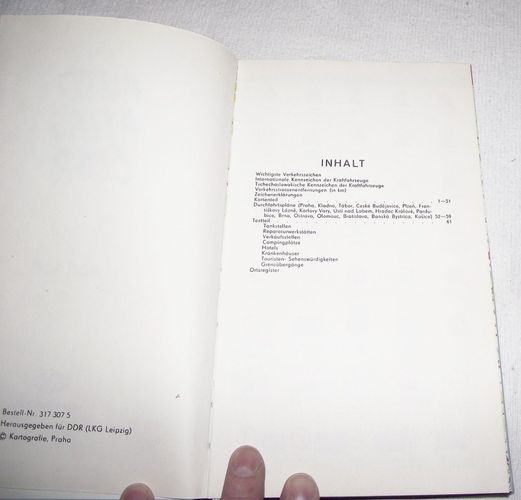 Bestell-Nr. 317 307 5
Herausgegeben für DDR (LKG Leipzig)
© Kartografie, Praha
INHALT
Wichtigste Verkehrszeichen
Internationale Kennzeichen der Kraftfahrzeuge
Tschechoslowakische Kennzeichen der Kraftfahrzeuge
Verkehrsstrassenentfernungen (in km)
Zeichenerklärungen
Kartenteil 1—51
Durchfahrtspläne (Praha, Kladno, Tábor, České Budějovice, Plzeň, Fran-
tiškovy Lázně, Karlovy Vary, Ústí nad Labem, Hradec Králové, Pardu-
bice, Brno, Ostrava, Olomouc, Bratislava, Banská Bystrica, Košice) 52—59
Textteil 61
Tankstellen
Reparaturwerkstätten
Verkaufsstellen
Campingplätze
Hotels
Krankenhäuser
Touristen- Sehenswürdigkeiten
Grenzübergänge
Ortsregister